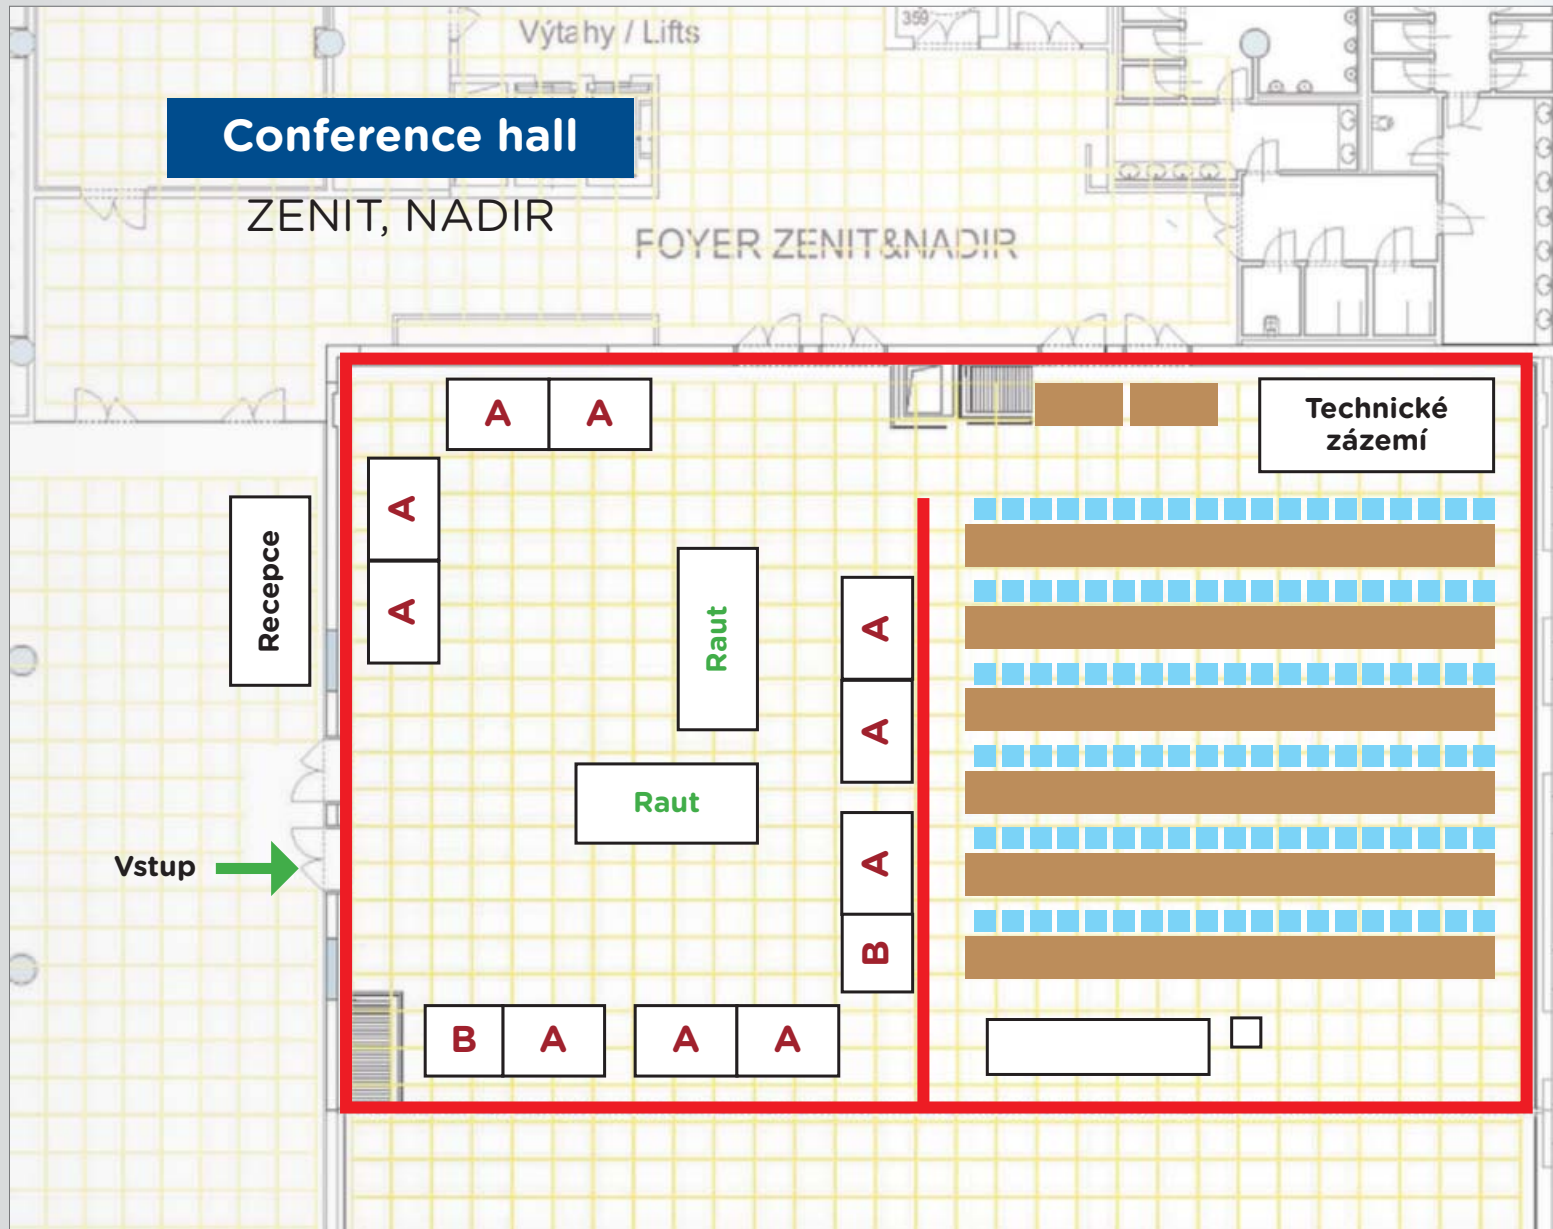 Výtahy / Lifts
359
Conference hall
ZENIT, NADIR
FOYER ZENIT&NADIR
A A
Technické
zázemí
A
A
Recepce
Raut
A
A
Raut
A
B
Vstup
B A A A